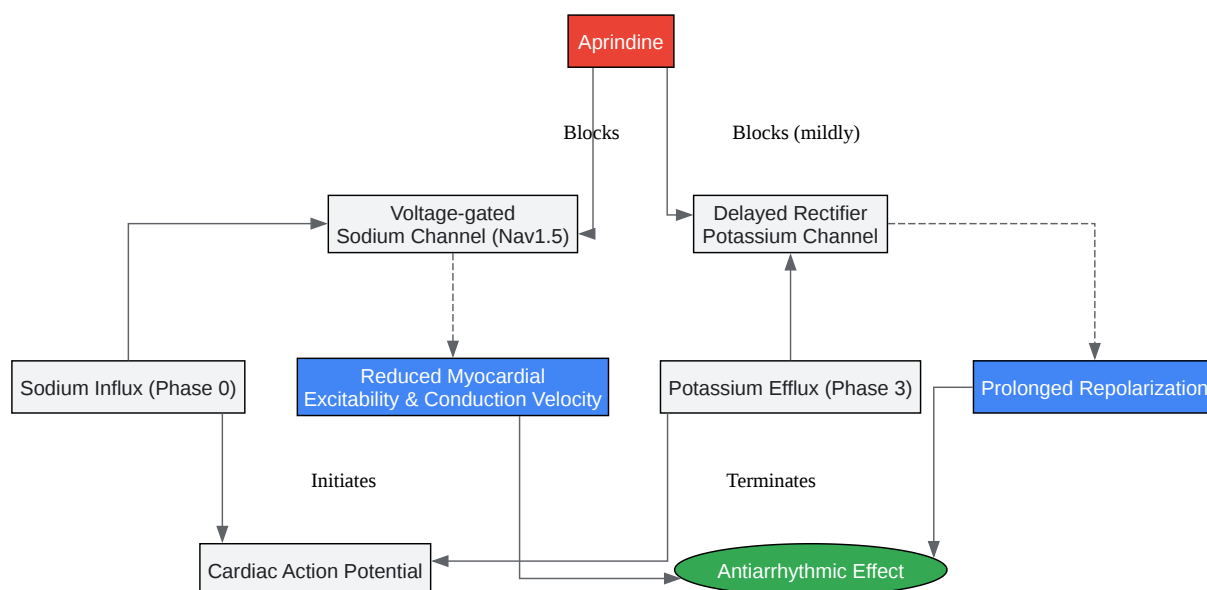 Aprindine
Blocks
Blocks (mildly)
Voltage-gated
Sodium Channel (Nav1.5)
Delayed Rectifier
Potassium Channel
Sodium Influx (Phase 0)
Reduced Myocardial
Excitability & Conduction Velocity
Potassium Efflux (Phase 3)
Prolonged Repolarization
Initiates
Terminates
Cardiac Action Potential
Antiarrhythmic Effect